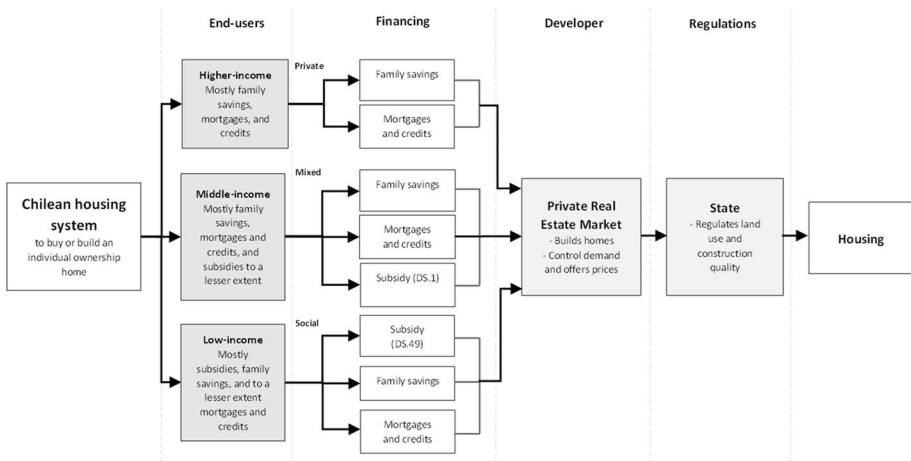 End-users
Financing
Developer
Regulations
Chilean housing
system
to buy or build an
individual ownership
home
Higher-income
Mostly family
savings,
mortgages, and
credits
Private
Family savings
Mortgages
and credits
Middle-income
Mostly family
savings,
mortgages and
credits, and
subsidies to a
lesser extent
Mixed
Family savings
Mortgages
and credits
Subsidy (DS.1)
Low-income
Mostly
subsidies, family
savings, and to a
lesser extent
mortgages and
credits
Social
Subsidy
(DS.49)
Family savings
Mortgages
and credits
Private Real
Estate Market
- Builds homes
- Control demand
and offers prices
State
- Regulates land
use and
construction
quality
Housing